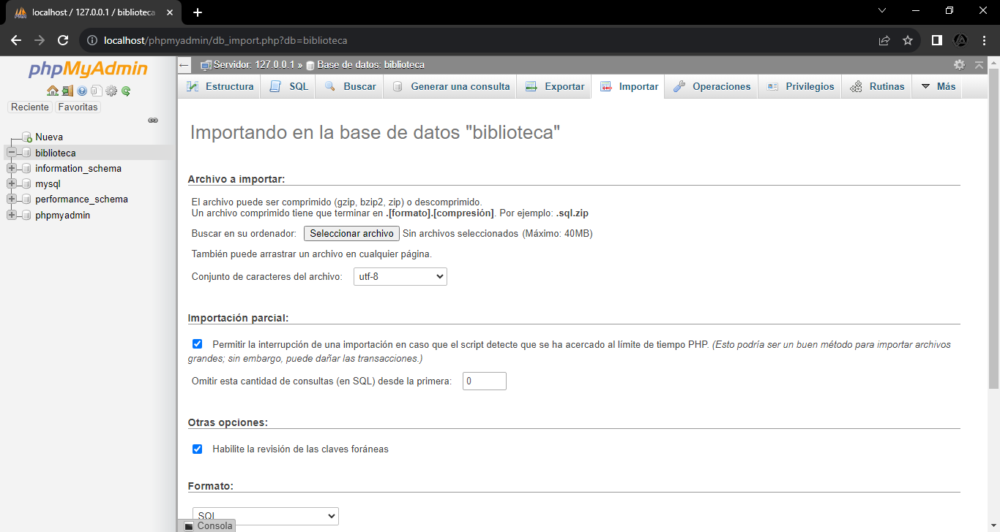 localhost / 127.0.0.1 / biblioteca
localhost/phpmyadmin/db_import.php?db=biblioteca
phpMyAdmin
Reciente Favoritas
Nueva
biblioteca
information_schema
mysql
performance_schema
phpmyadmin
Servidor: 127.0.0.1 » Base de datos: biblioteca
Estructura SQL Buscar Generar una consulta Exportar Importar Operaciones Privilegios Rutinas Más
Importando en la base de datos "biblioteca"
Archivo a importar:
El archivo puede ser comprimido (gzip, bzip2, zip) o descomprimido.
Un archivo comprimido tiene que terminar en .[formato].[compresión]. Por ejemplo: .sql.zip
Buscar en su ordenador: Seleccionar archivo Sin archivos seleccionados (Máximo: 40MB)
También puede arrastrar un archivo en cualquier página.
Conjunto de caracteres del archivo: utf-8
Importación parcial:
Permitir la interrupción de una importación en caso que el script detecte que se ha acercado al límite de tiempo PHP. (Esto podría ser un buen método para importar archivos
grandes; sin embargo, puede dañar las transacciones.)
Omitir esta cantidad de consultas (en SQL) desde la primera: 0
Otras opciones:
Habilite la revisión de las claves foráneas
Formato:
SQL
Consola